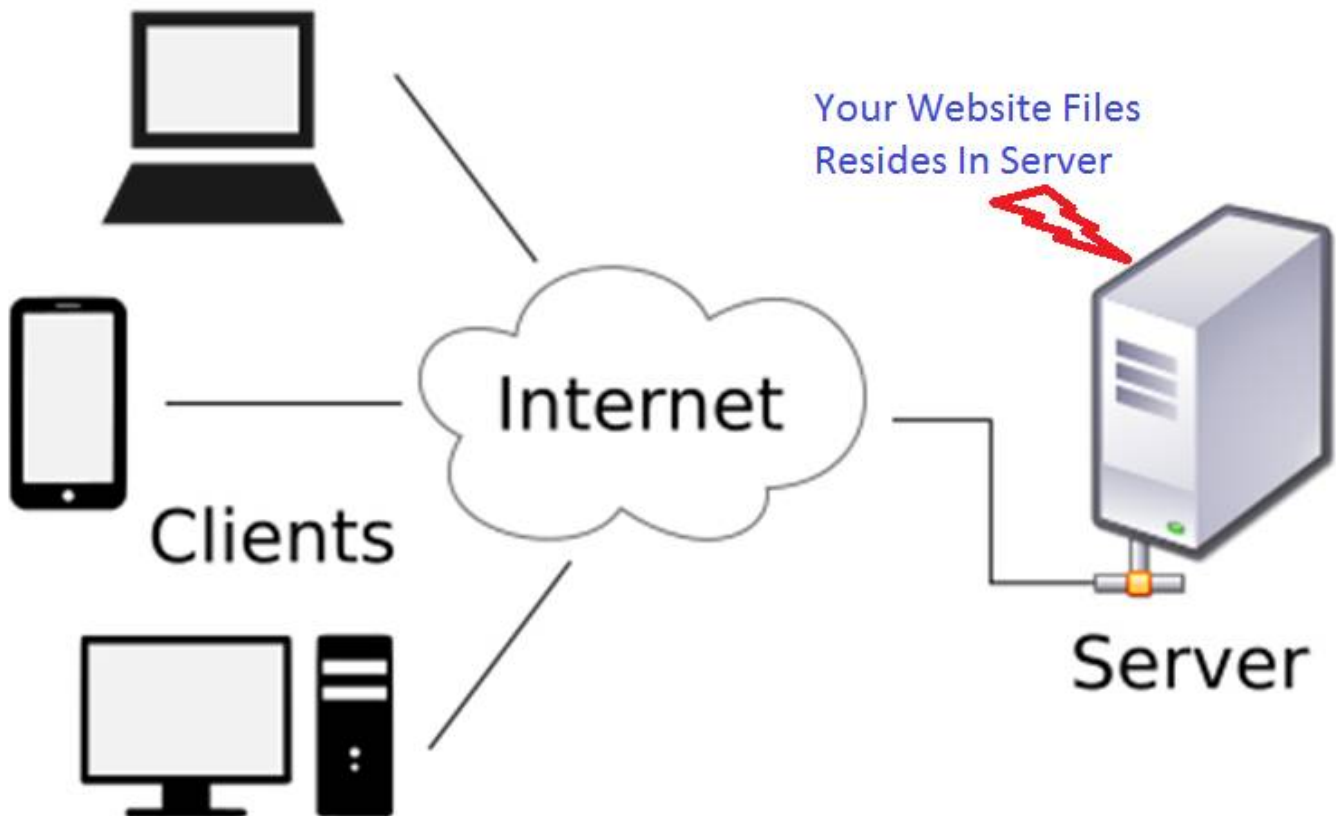 Your Website Files
Resides In Server
Internet
Clients
Server